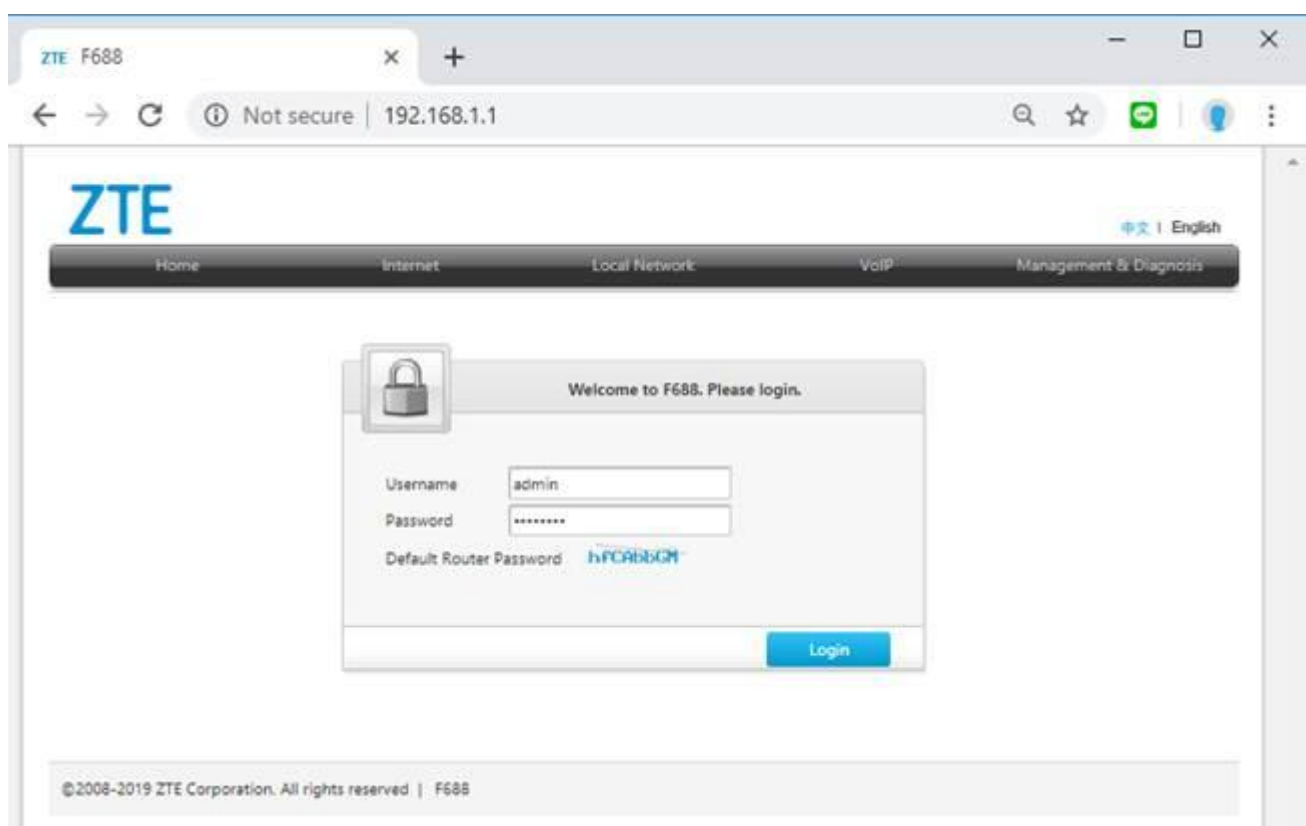 ZTE F688
Not secure | 192.168.1.1
ZTE
中文 | English
Home Internet Local Network VoIP Management & Diagnosis
Welcome to F688. Please login.
Username admin
Password ••••••••
Default Router Password hfCAbbGM
Login
©2008-2019 ZTE Corporation. All rights reserved | F688